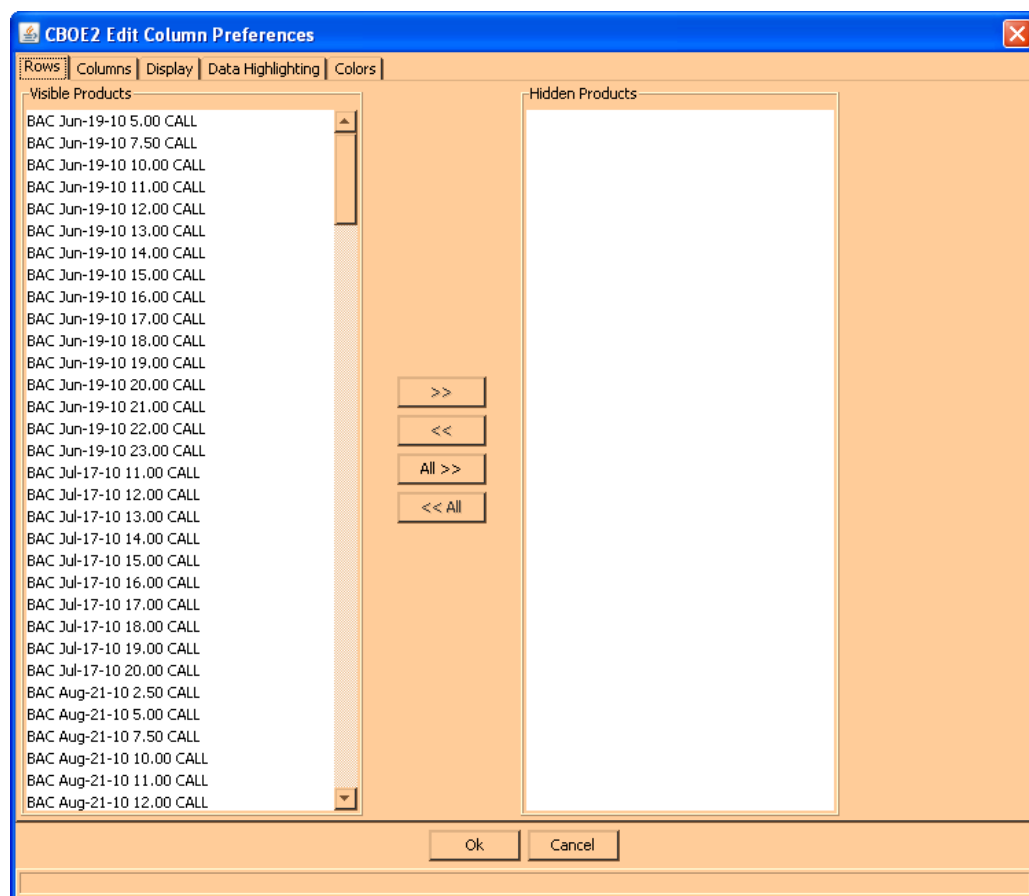 CBOE2 Edit Column Preferences
Rows Columns Display Data Highlighting Colors
Visible Products
BAC Jun-19-10 5.00 CALL
BAC Jun-19-10 7.50 CALL
BAC Jun-19-10 10.00 CALL
BAC Jun-19-10 11.00 CALL
BAC Jun-19-10 12.00 CALL
BAC Jun-19-10 13.00 CALL
BAC Jun-19-10 14.00 CALL
BAC Jun-19-10 15.00 CALL
BAC Jun-19-10 16.00 CALL
BAC Jun-19-10 17.00 CALL
BAC Jun-19-10 18.00 CALL
BAC Jun-19-10 19.00 CALL
BAC Jun-19-10 20.00 CALL
BAC Jun-19-10 21.00 CALL
BAC Jun-19-10 22.00 CALL
BAC Jun-19-10 23.00 CALL
BAC Jul-17-10 11.00 CALL
BAC Jul-17-10 12.00 CALL
BAC Jul-17-10 13.00 CALL
BAC Jul-17-10 14.00 CALL
BAC Jul-17-10 15.00 CALL
BAC Jul-17-10 16.00 CALL
BAC Jul-17-10 17.00 CALL
BAC Jul-17-10 18.00 CALL
BAC Jul-17-10 19.00 CALL
BAC Jul-17-10 20.00 CALL
BAC Aug-21-10 2.50 CALL
BAC Aug-21-10 5.00 CALL
BAC Aug-21-10 7.50 CALL
BAC Aug-21-10 10.00 CALL
BAC Aug-21-10 11.00 CALL
BAC Aug-21-10 12.00 CALL
>>
<<
All >>
<< All
Hidden Products
Ok Cancel